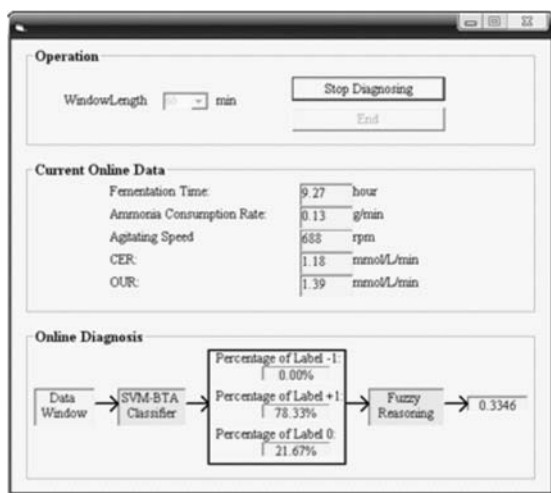 Operation
WindowLength min
Stop Diagnosing
End
Current Online Data
Fementation Time: 9.27 hour
Ammonia Consumption Rate: 0.13 g/min
Agitating Speed 688 rpm
CER: 1.18 mmol/L/min
OUR: 1.39 mmol/L/min
Online Diagnosis
Data Window
SVM-BTA Classifier
Percentage of Label -1:
0.00%
Percentage of Label +1:
78.33%
Percentage of Label 0:
21.67%
Fuzzy Reasoning
0.3346